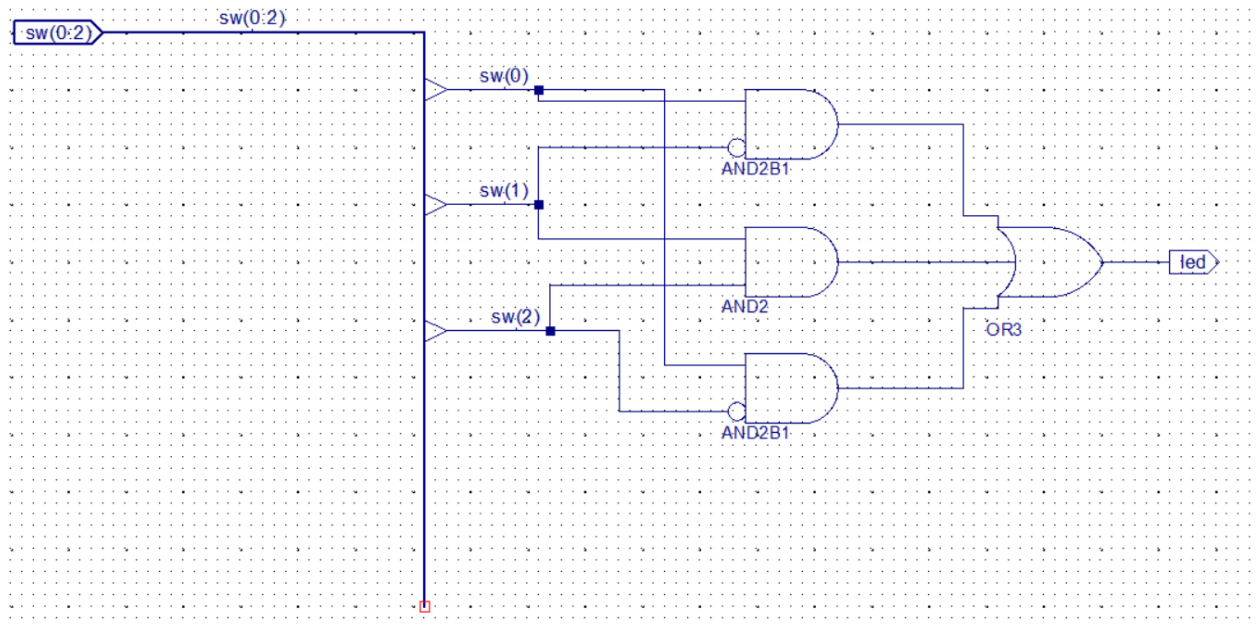 sw(0:2)
sw(0:2)
sw(0)
AND2B1
sw(1)
led
AND2
sw(2)
OR3
AND2B1